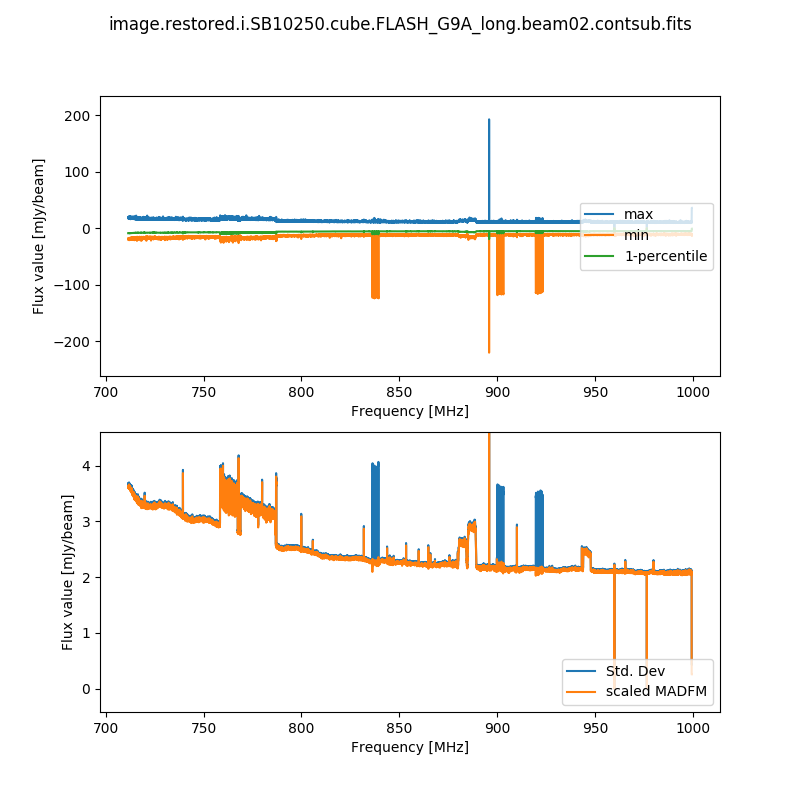 image.restored.i.SB10250.cube.FLASH_G9A_long.beam02.contsub.fits
200
100
0
−100
−200
Flux value [mJy/beam]
max
min
1-percentile
700 750 800 850 900 950 1000
Frequency [MHz]
4
3
2
1
0
Flux value [mJy/beam]
Std. Dev
scaled MADFM
700 750 800 850 900 950 1000
Frequency [MHz]